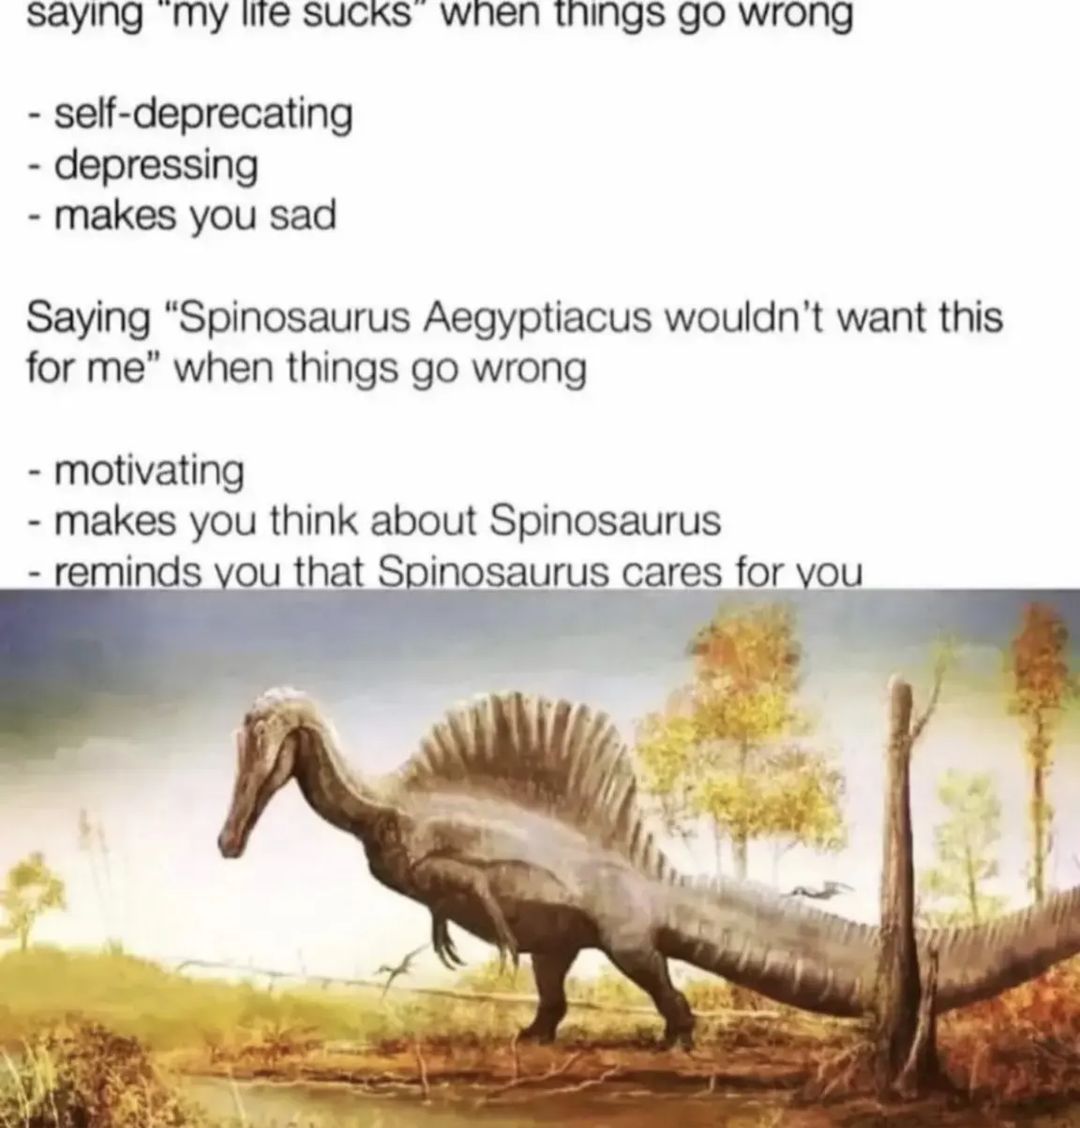 saying "my life sucks" when things go wrong
- self-deprecating
- depressing
- makes you sad
Saying “Spinosaurus Aegyptiacus wouldn't want this
for me” when things go wrong
- motivating
- makes you think about Spinosaurus
- reminds you that Spinosaurus cares for you